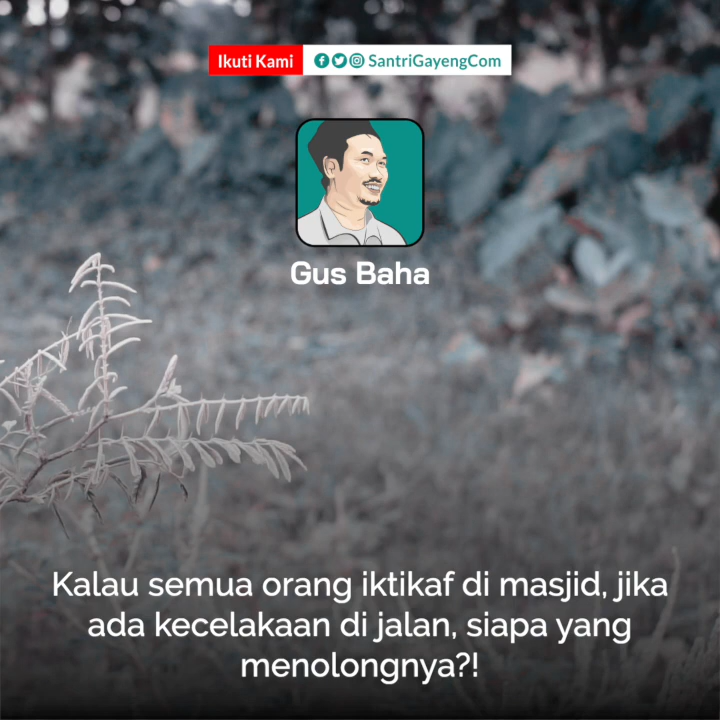 Ikuti Kami SantriGayengCom
Gus Baha
Kalau semua orang iktikaf di masjid, jika
ada kecelakaan di jalan, siapa yang
menolongnya?!